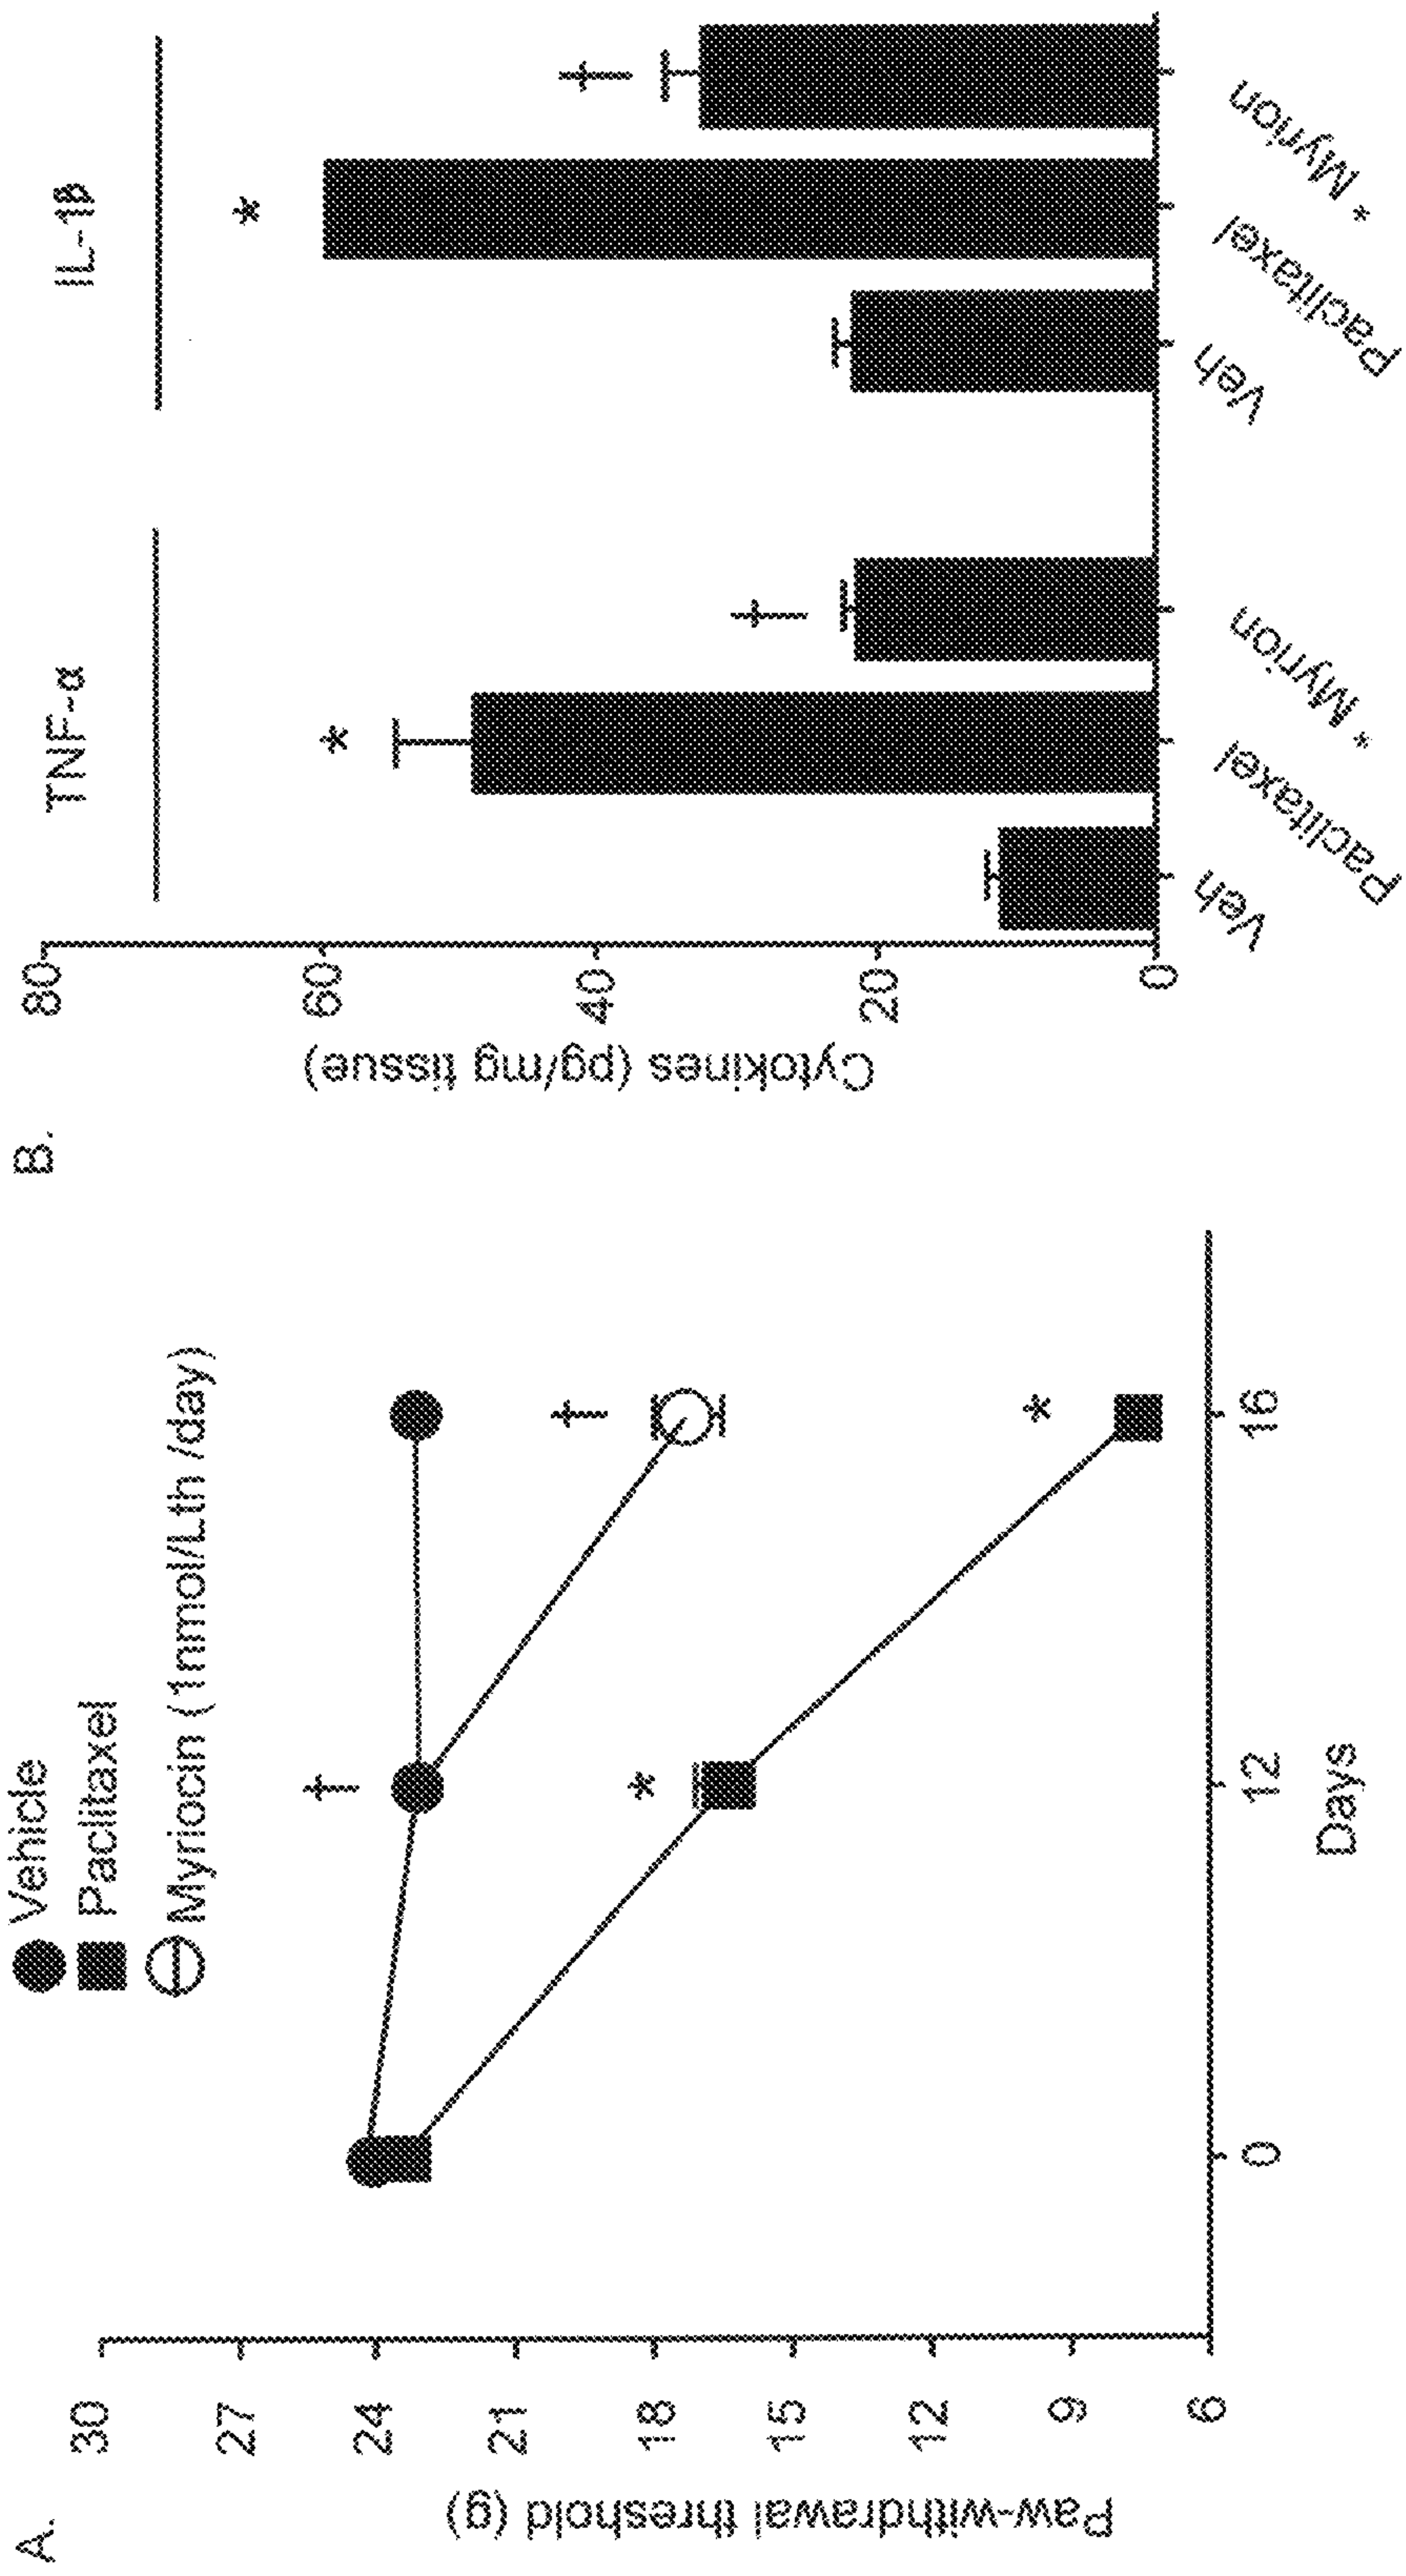 A.
Vehicle
Paclitaxel
Myriocin (1nmol/Lth /day)
Paw-withdrawal threshold (g)
30
27
24
21
18
15
12
9
6
†
†
*
*
0
12
16
Days
B.
TNF-α
IL-1β
Cytokines (pg/mg tissue)
80
60
40
20
0
*
†
*
†
Veh
Paclitaxel
* Myrion
Veh
Paclitaxel
* Myrion